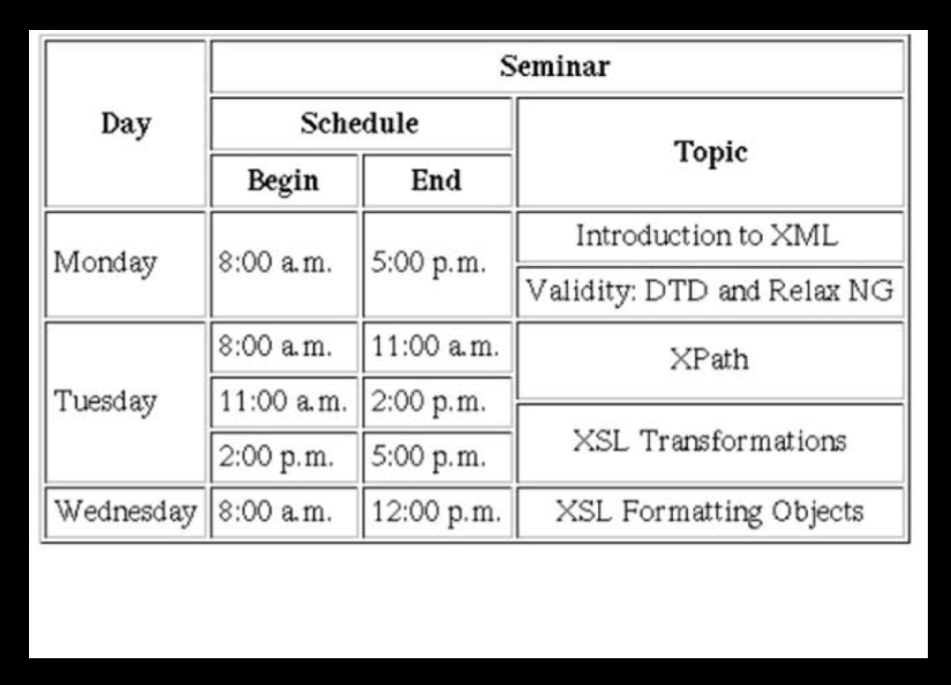 Day
Seminar
Schedule
Topic
Begin End
Monday 8:00 a.m. 5:00 p.m. Introduction to XML
Validity: DTD and Relax NG
Tuesday 8:00 a.m. 11:00 a.m. XPath
11:00 a.m. 2:00 p.m. XSL Transformations
2:00 p.m. 5:00 p.m.
Wednesday 8:00 a.m. 12:00 p.m. XSL Formatting Objects